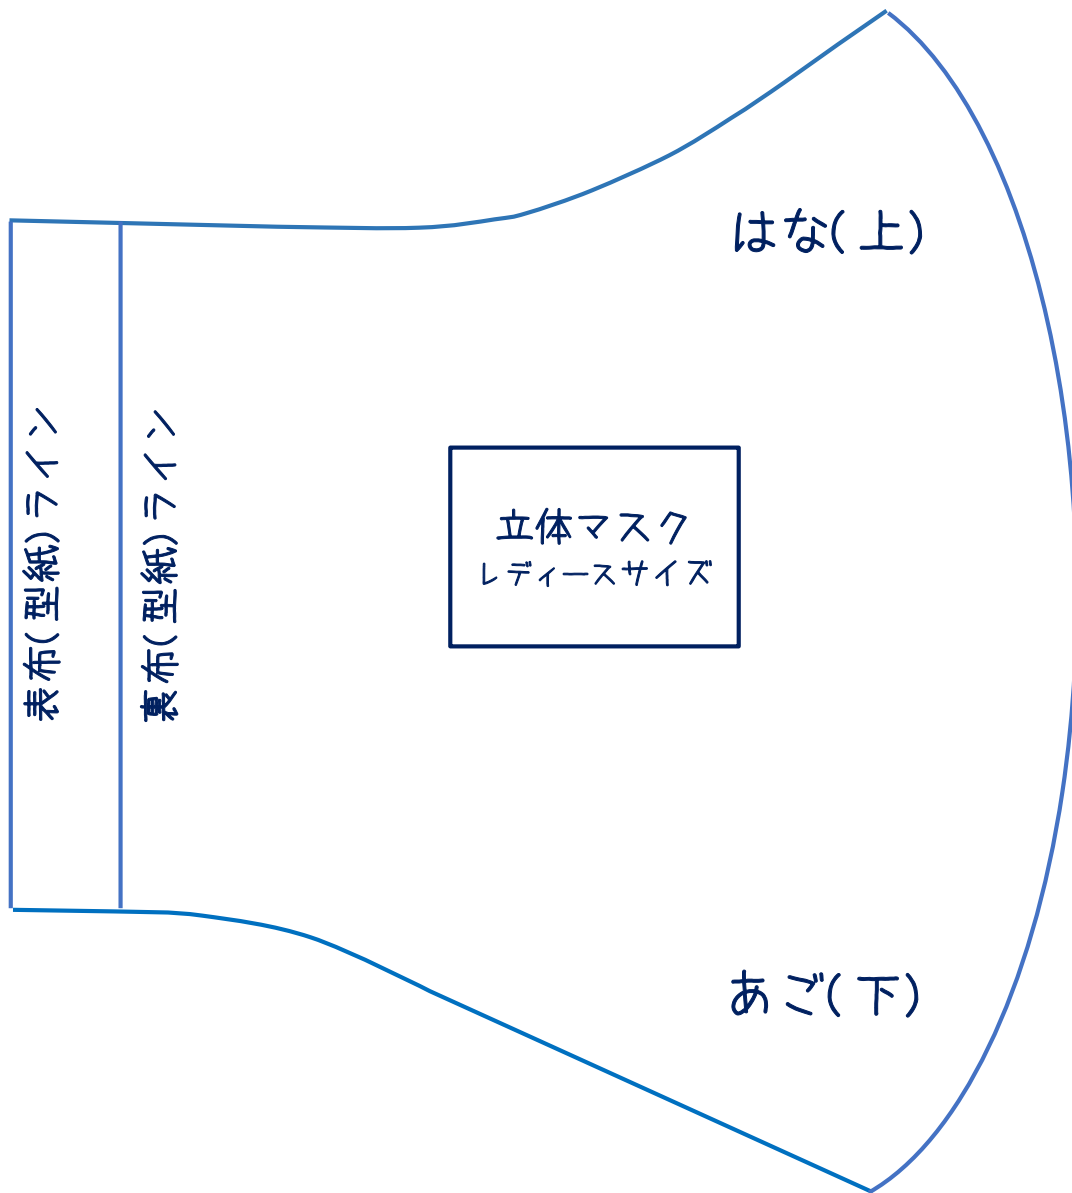 はな(上)
表布(型紙)ライン
裏布(型紙)ライン
立体マスク
レディースサイズ
あご(下)